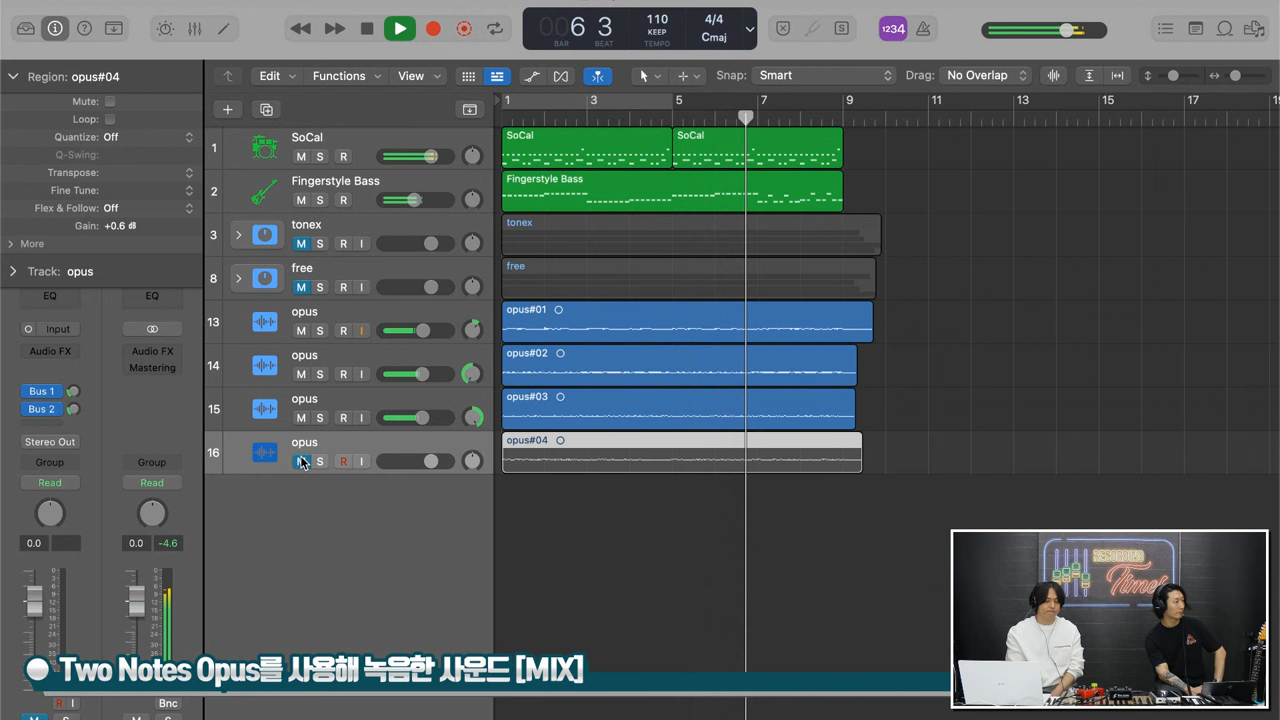 6 3
BAR BEAT
110
KEEP
TEMPO
4/4
Cmaj
S
1234
Region: opus#04
Mute:
Loop:
Quantize: Off
Q-Swing:
Transpose:
Fine Tune:
Flex & Follow: Off
Gain: +0.6 dB
More
Track: opus
EQ EQ
Input
Audio FX Audio FX
Mastering
Bus 1
Bus 2
Stereo Out
Group Group
Read Read
0.0 0.0 -4.6
R I Bnc
Edit Functions View
Snap: Smart Drag: No Overlap
1 3 5 7 9 11 13 15 17
1 SoCal
M S R
SoCal SoCal
2 Fingerstyle Bass
M S R
Fingerstyle Bass
3 tonex
M S R I
tonex
8 free
M S R I
free
13 opus
M S R I
opus#01
14 opus
M S R I
opus#02
15 opus
M S R I
opus#03
16 opus
M S R I
opus#04
RECORDING
Time!
Two Notes Opus를 사용해 녹음한 사운드 [MIX]